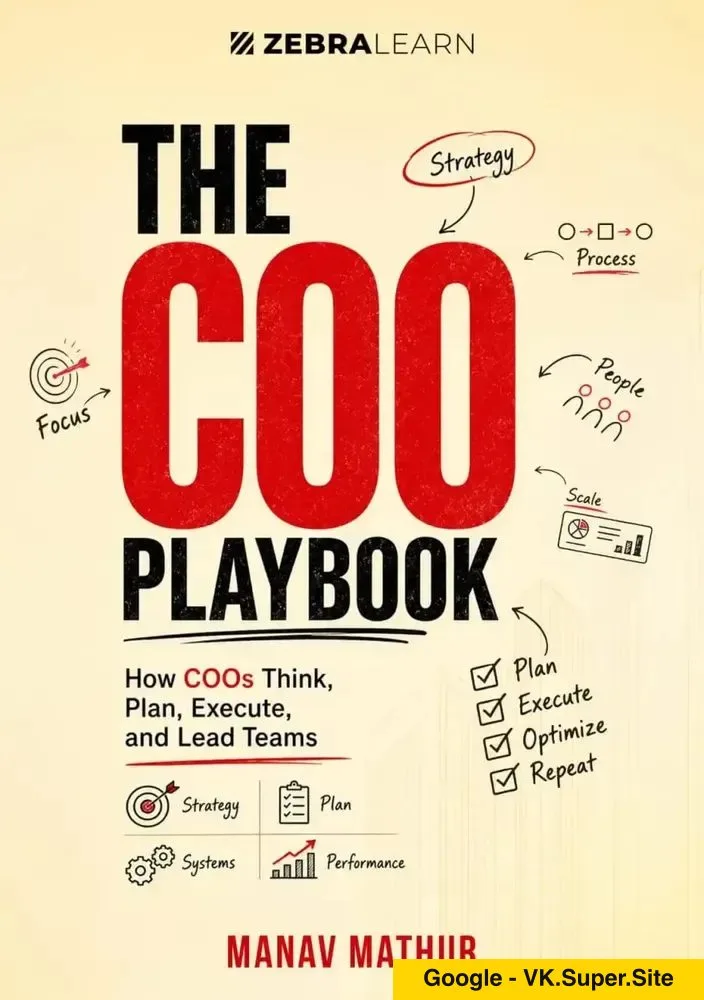 ZEBRALEARN
THE
COO
PLAYBOOK
Strategy
Process
People
Scale
Focus
Plan
Execute
Optimize
Repeat
How COOs Think,
Plan, Execute,
and Lead Teams
Strategy
Plan
Systems
Performance
MANAV MATHUR
Google - VK.Super.Site